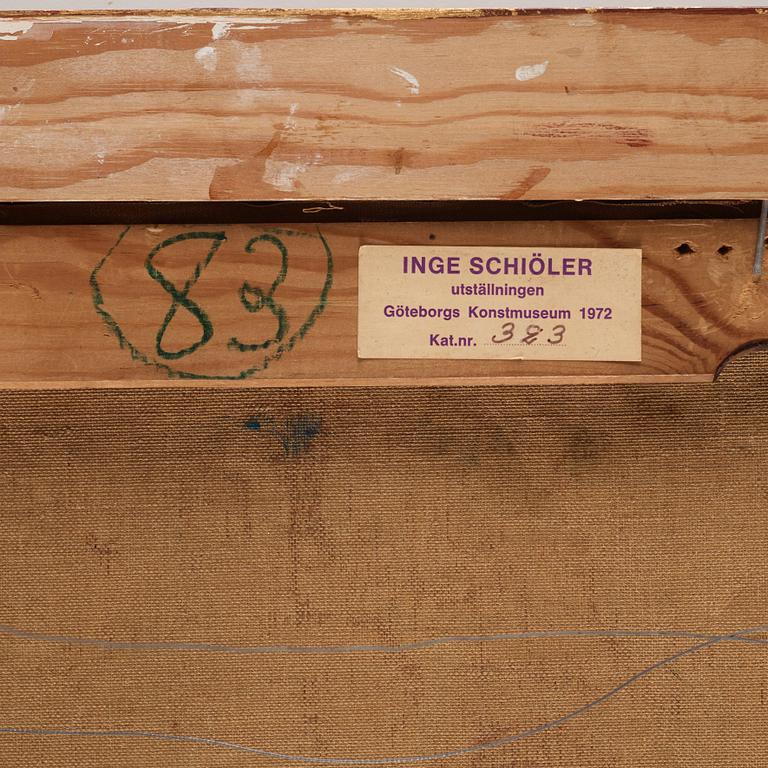 83
INGE SCHIÖLER
utställningen
Göteborgs Konstmuseum 1972
Kat.nr. 323